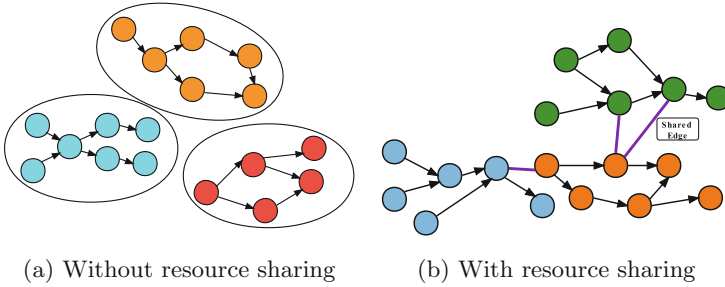 Shared
Edge
(a) Without resource sharing
(b) With resource sharing